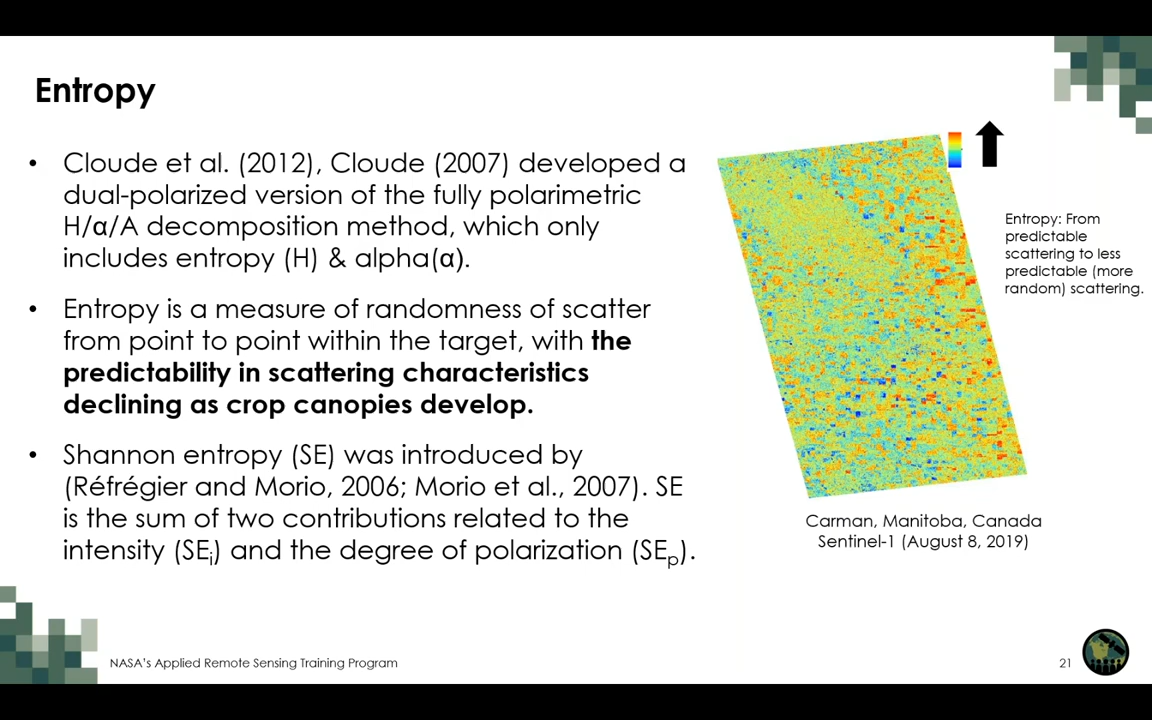 Entropy
• Cloude et al. (2012), Cloude (2007) developed a
dual-polarized version of the fully polarimetric
H/α/A decomposition method, which only
includes entropy (H) & alpha(α).
• Entropy is a measure of randomness of scatter
from point to point within the target, with the
predictability in scattering characteristics
declining as crop canopies develop.
• Shannon entropy (SE) was introduced by
(Réfrégier and Morio, 2006; Morio et al., 2007). SE
is the sum of two contributions related to the
intensity (SEi) and the degree of polarization (SEp).
Entropy: From
predictable
scattering to less
predictable (more
random) scattering.
Carman, Manitoba, Canada
Sentinel-1 (August 8, 2019)
NASA's Applied Remote Sensing Training Program
21